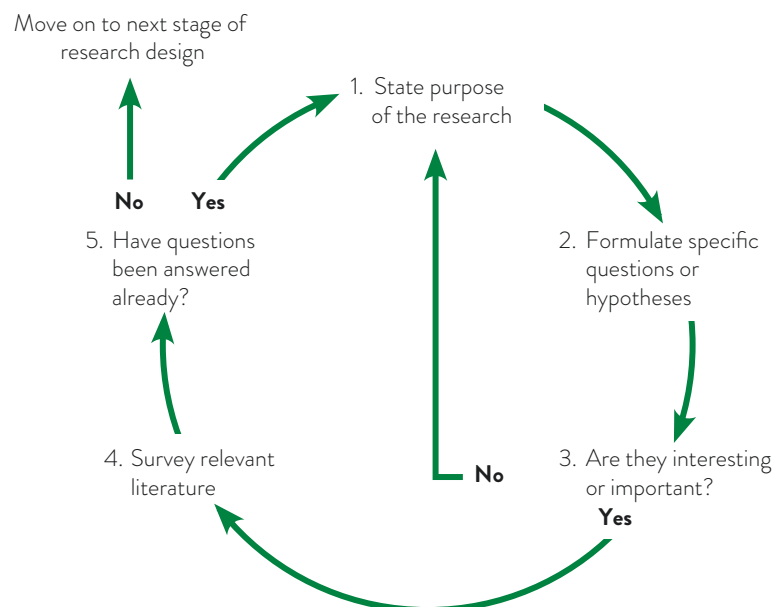 Move on to next stage of
research design
1. State purpose
of the research
No
Yes
5. Have questions
been answered
already?
2. Formulate specific
questions or
hypotheses
4. Survey relevant
literature
No
3. Are they interesting
or important?
Yes